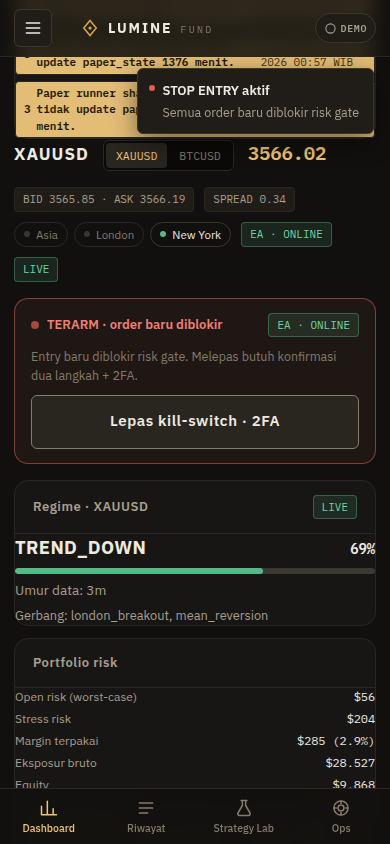 LUMINE FUND
DEMO
update paper_state 1376 menit. 2026 00:57 WIB
STOP ENTRY aktif
Semua order baru diblokir risk gate
Paper runner
3 tidak update
menit.
XAUUSD XAUUSD BTCUSD 3566.02
BID 3565.85 · ASK 3566.19 SPREAD 0.34
Asia London New York EA · ONLINE
LIVE
TERARM · order baru diblokir EA · ONLINE
Entry baru diblokir risk gate. Melepas butuh konfirmasi
dua langkah + 2FA.
Lepas kill-switch · 2FA
Regime · XAUUSD LIVE
TREND_DOWN 69%
Umur data: 3m
Gerbang: london_breakout, mean_reversion
Portfolio risk
Open risk (worst-case) $56
Stress risk $204
Margin terpakai $285 (2.9%)
Eksposur bruto $28.527
Equity $9.868
Dashboard Riwayat Strategy Lab Ops